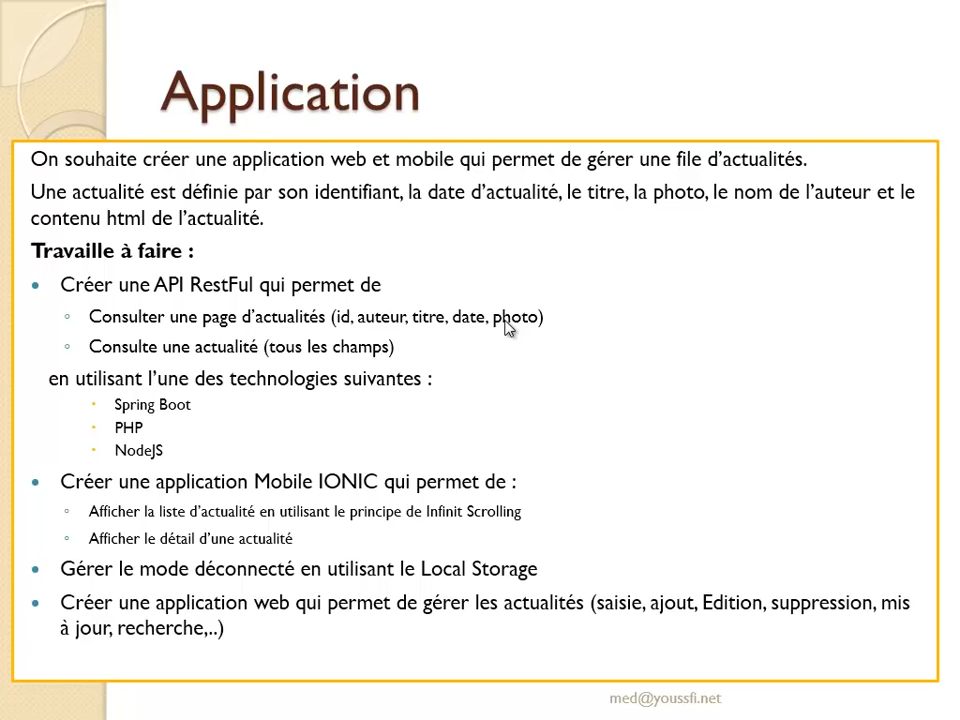 Application
On souhaite créer une application web et mobile qui permet de gérer une file d'actualités.
Une actualité est définie par son identifiant, la date d'actualité, le titre, la photo, le nom de l'auteur et le
contenu html de l'actualité.
Travaille à faire :
Créer une API RestFul qui permet de
Consulter une page d'actualités (id, auteur, titre, date, photo)
Consulte une actualité (tous les champs)
en utilisant l'une des technologies suivantes :
Spring Boot
PHP
NodeJS
Créer une application Mobile IONIC qui permet de :
Afficher la liste d'actualité en utilisant le principe de Infinit Scrolling
Afficher le détail d'une actualité
Gérer le mode déconnecté en utilisant le Local Storage
Créer une application web qui permet de gérer les actualités (saisie, ajout, Edition, suppression, mis
à jour, recherche,..)
med@youssfi.net